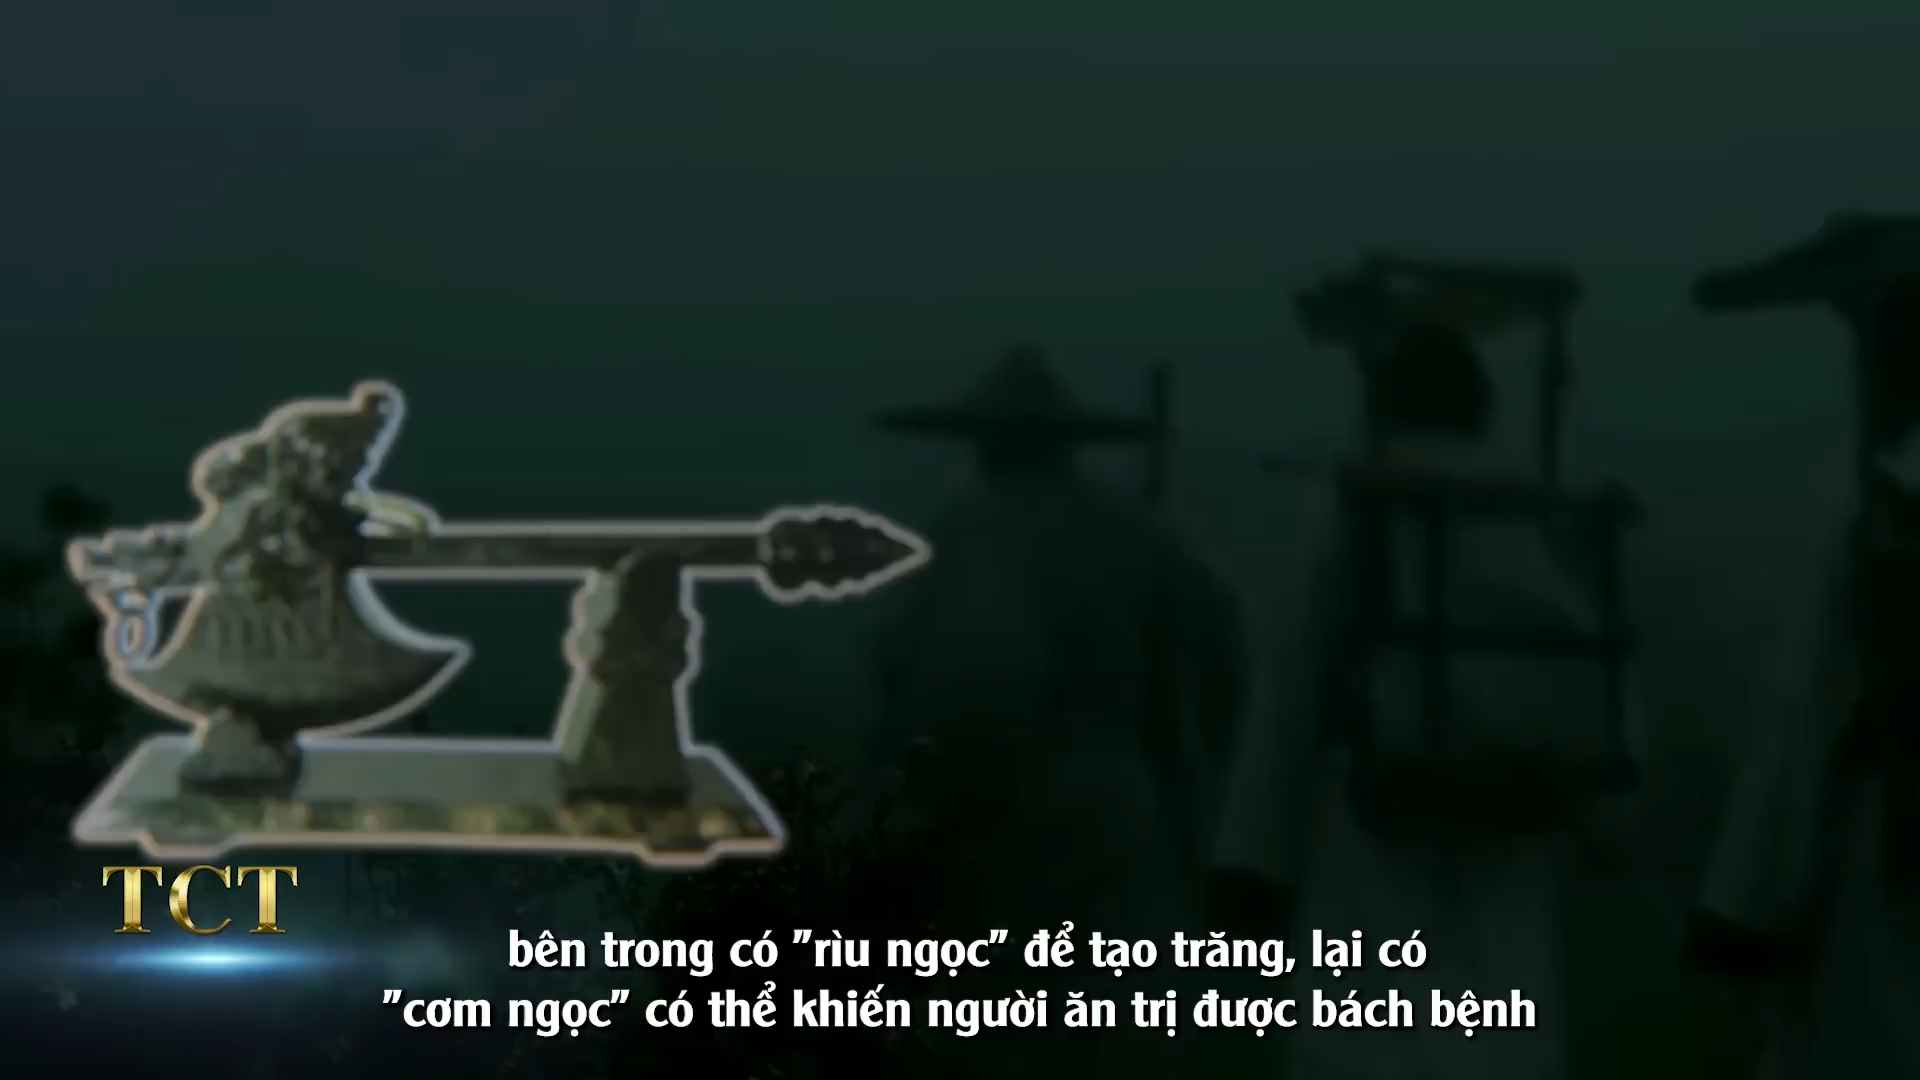 TCT
bên trong có "rìu ngọc" để tạo trăng, lại có
"cơm ngọc" có thể khiến người ăn trị được bách bệnh